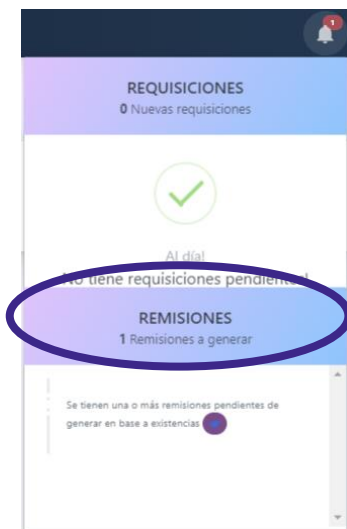 1
REQUISICIONES
0 Nuevas requisiciones
Al día!
No tiene requisiciones pendientes!
REMISIONES
1 Remisiones a generar
Se tienen una o más remisiones pendientes de
generar en base a existencias